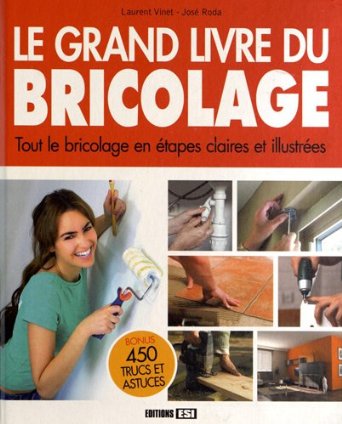 Laurent Vinet - José Roda
LE GRAND LIVRE DU
BRICOLAGE
Tout le bricolage en étapes claires et illustrées
BONUS
450
TRUCS ET
ASTUCES
EDITIONS ESI